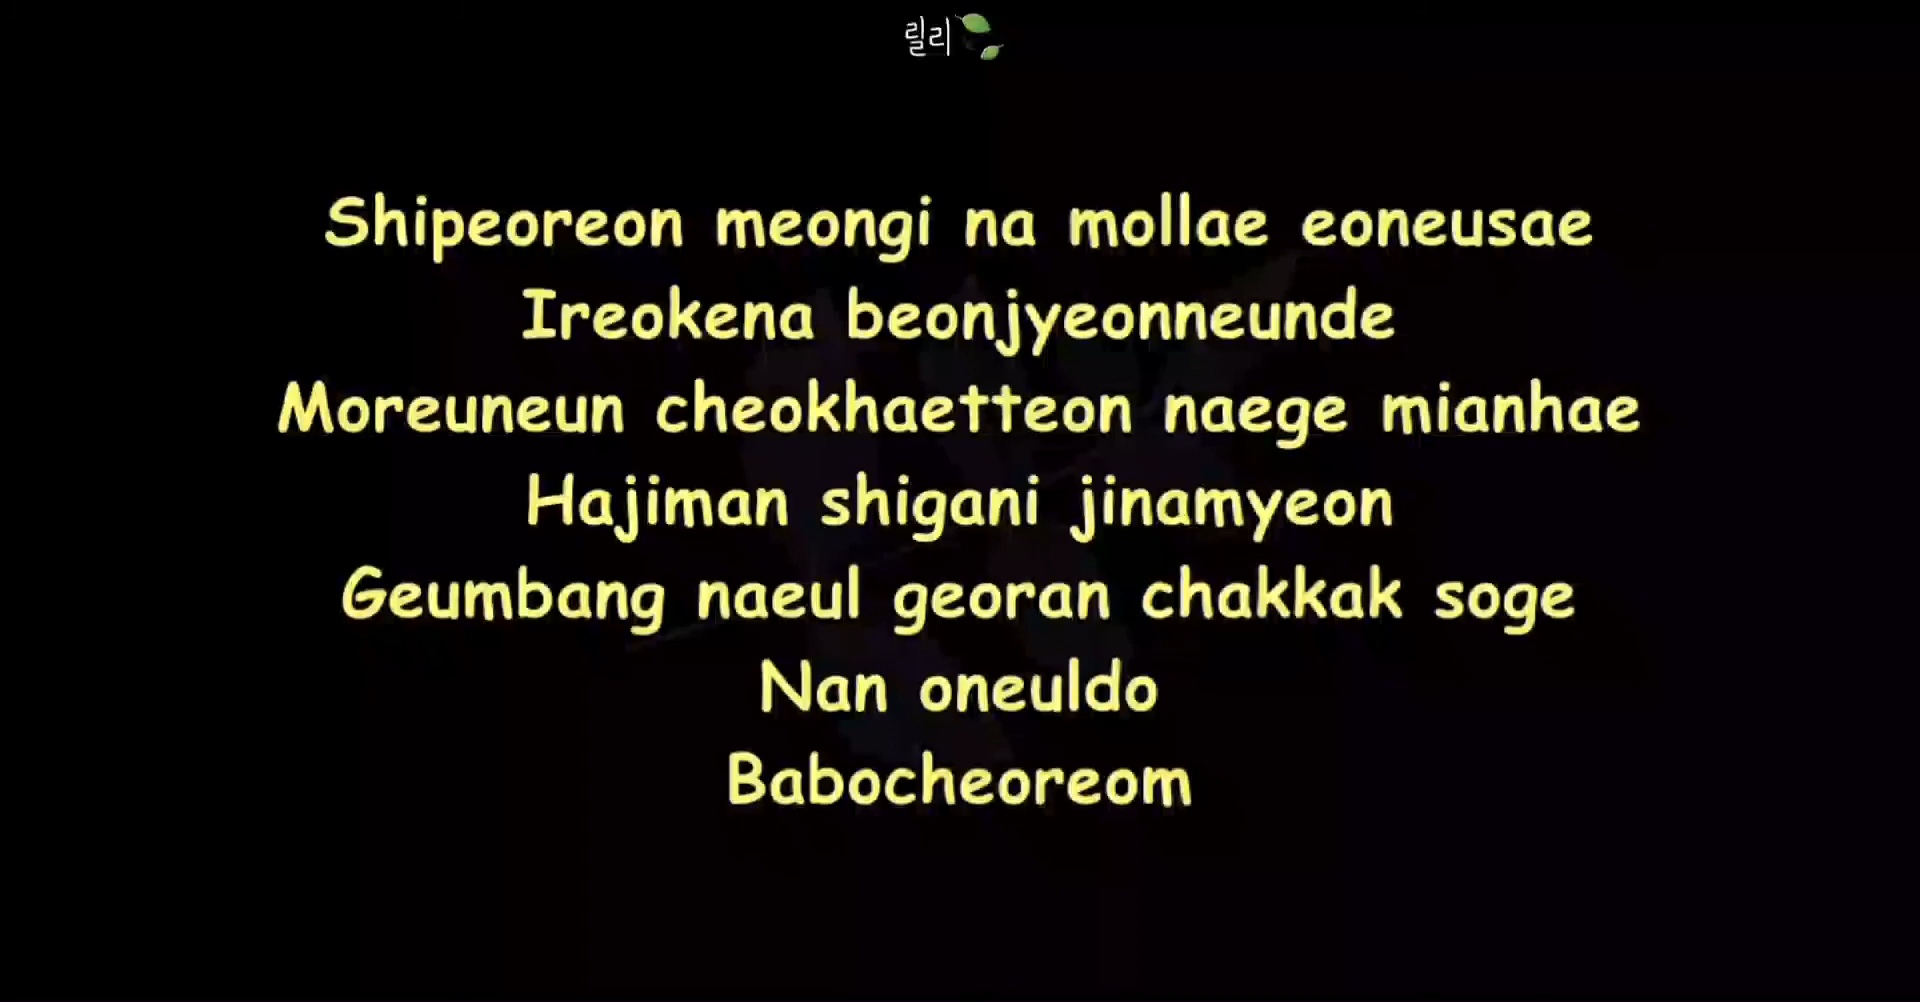 릴리
Shipeoreon meongi na mollae eoneusae
Ireokena beonjyeonneunde
Moreuneun cheokhaetteon naege mianhae
Hajiman shigani jinamyeon
Geumbang naeul georan chakkak soge
Nan oneuldo
Babocheoreom